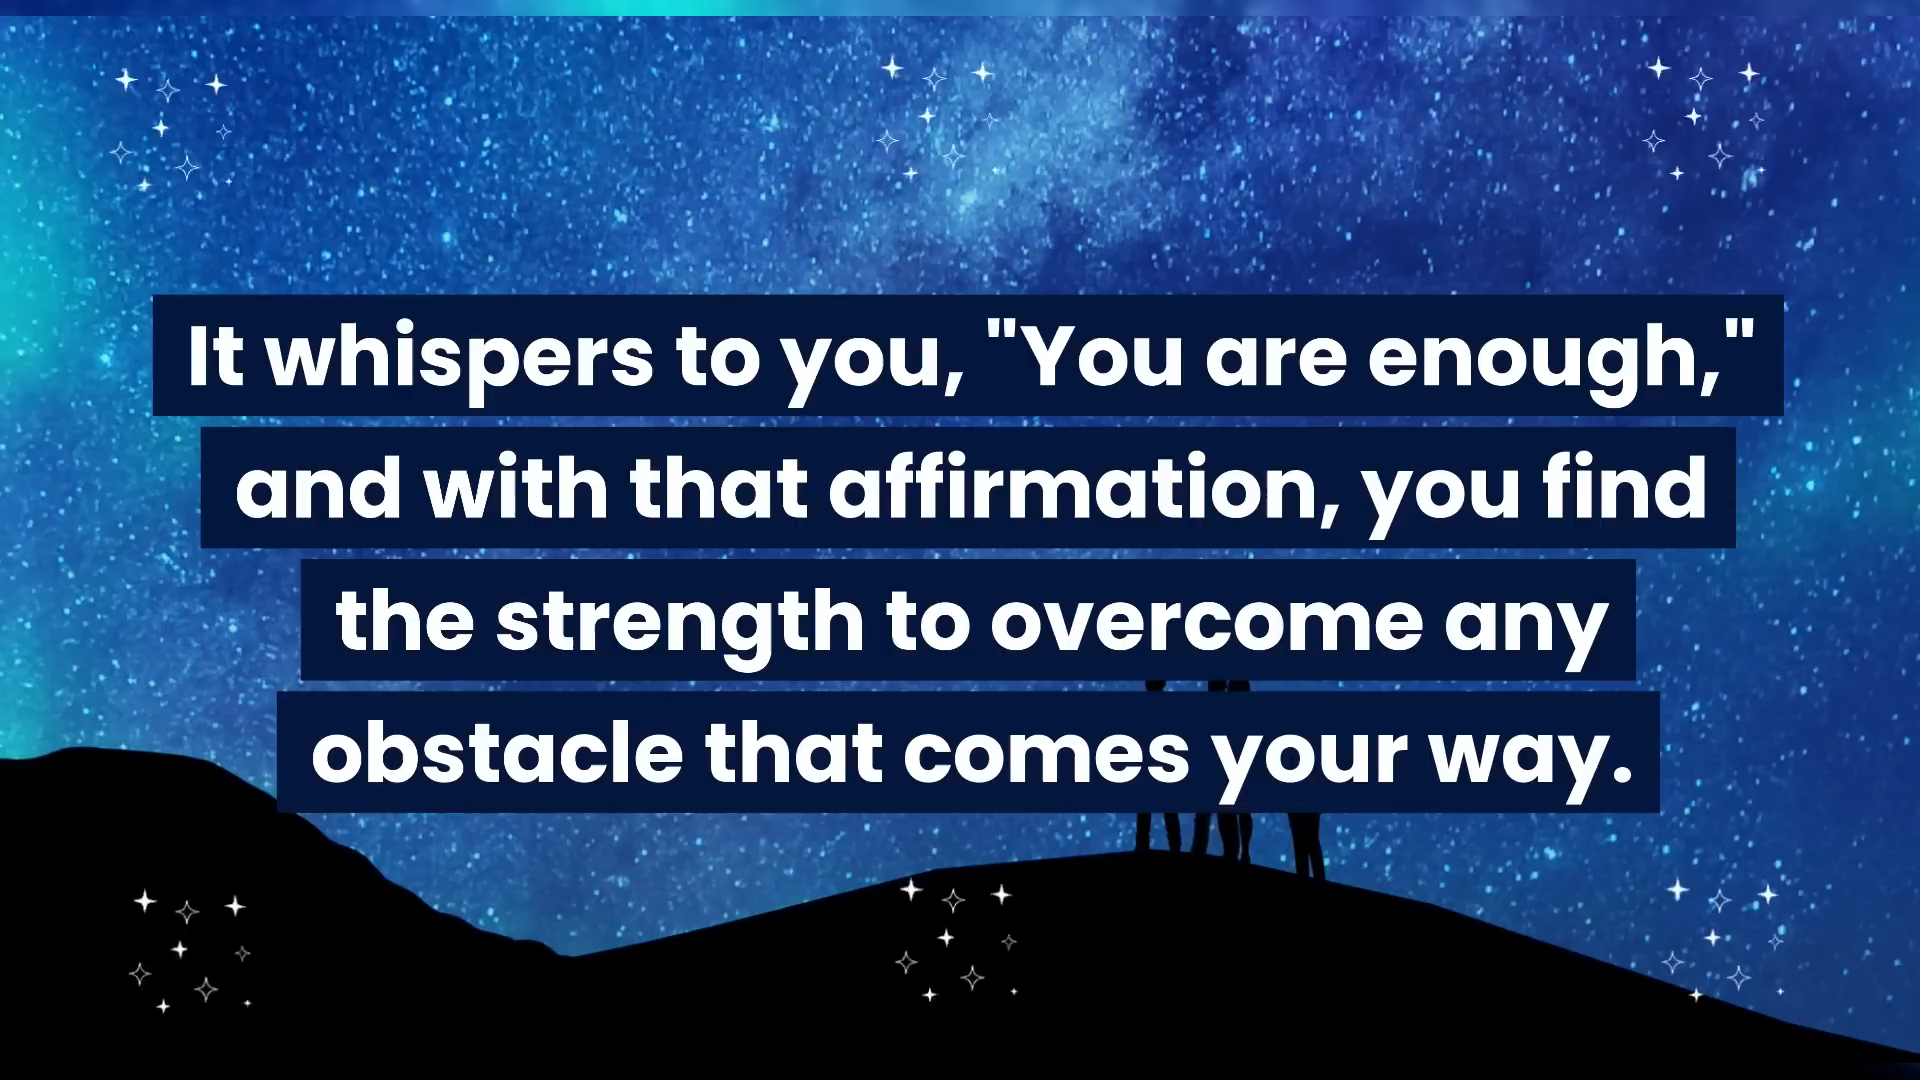 It whispers to you, "You are enough,"
and with that affirmation, you find
the strength to overcome any
obstacle that comes your way.